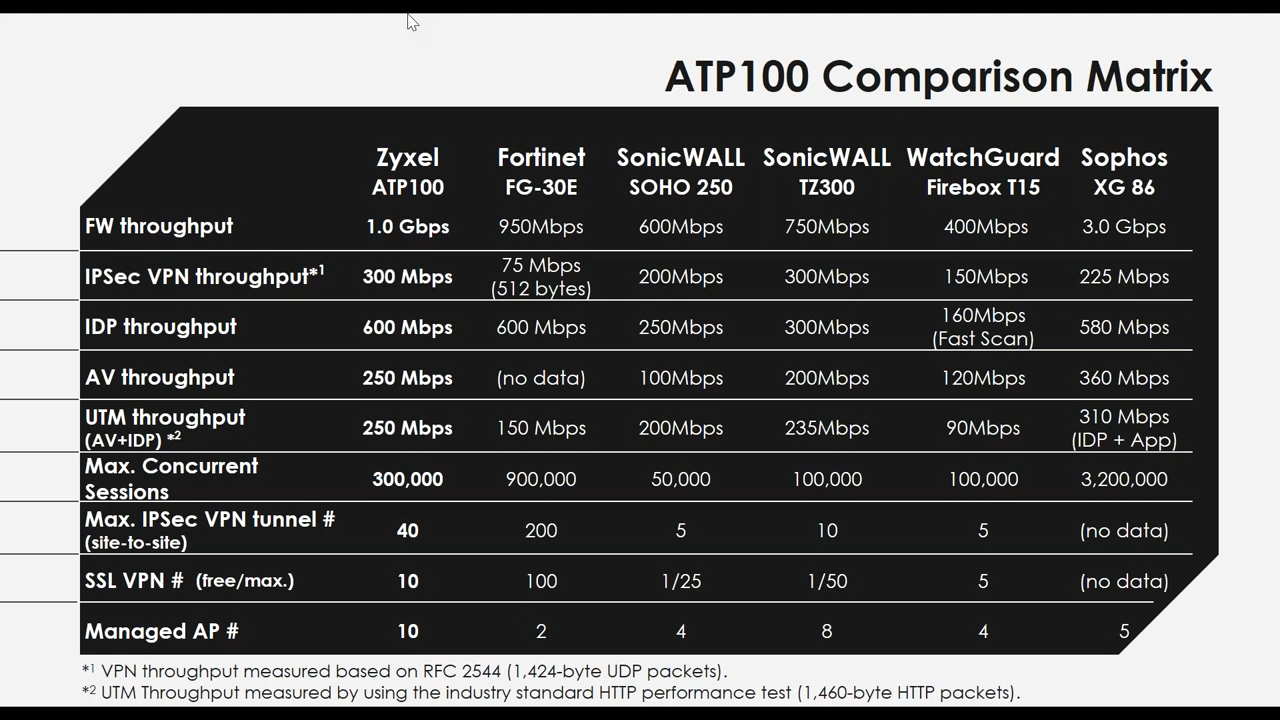 ATP100 Comparison Matrix
Zyxel Fortinet SonicWALL SonicWALL WatchGuard Sophos
ATP100 FG-30E SOHO 250 TZ300 Firebox T15 XG 86
FW throughput 1.0 Gbps 950Mbps 600Mbps 750Mbps 400Mbps 3.0 Gbps
IPSec VPN throughput*1 300 Mbps 75 Mbps (512 bytes) 200Mbps 300Mbps 150Mbps 225 Mbps
IDP throughput 600 Mbps 600 Mbps 250Mbps 300Mbps 160Mbps (Fast Scan) 580 Mbps
AV throughput 250 Mbps (no data) 100Mbps 200Mbps 120Mbps 360 Mbps
UTM throughput (AV+IDP) *2 250 Mbps 150 Mbps 200Mbps 235Mbps 90Mbps 310 Mbps (IDP + App)
Max. Concurrent Sessions 300,000 900,000 50,000 100,000 100,000 3,200,000
Max. IPSec VPN tunnel # (site-to-site) 40 200 5 10 5 (no data)
SSL VPN # (free/max.) 10 100 1/25 1/50 5 (no data)
Managed AP # 10 2 4 8 4 5
*1 VPN throughput measured based on RFC 2544 (1,424-byte UDP packets).
*2 UTM Throughput measured by using the industry standard HTTP performance test (1,460-byte HTTP packets).